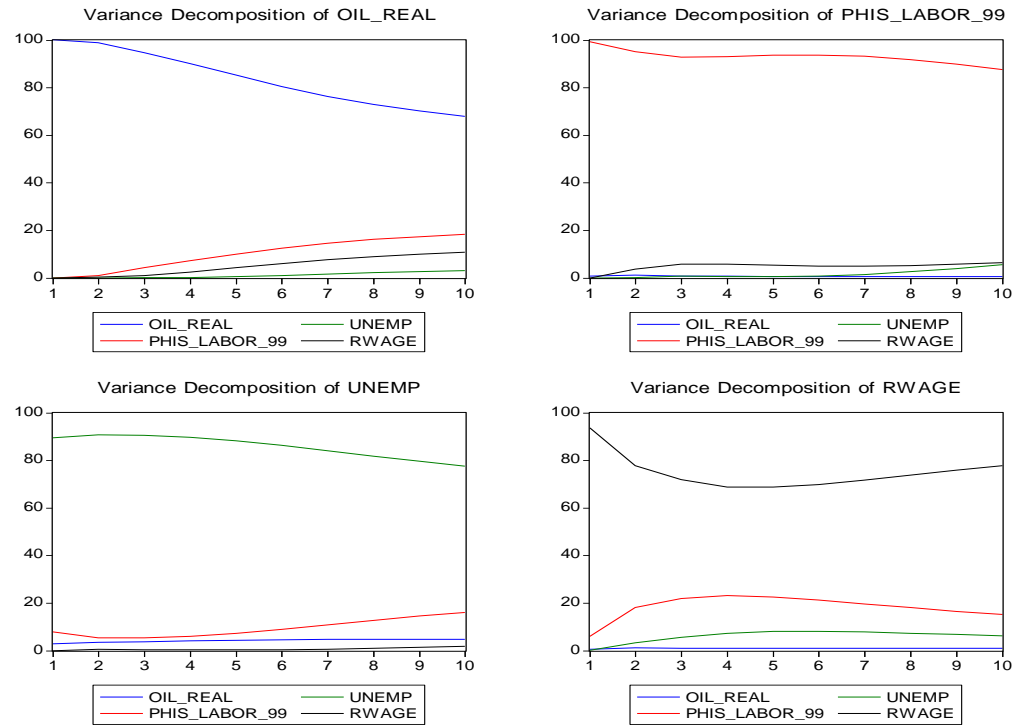 Variance Decomposition of OIL_REAL
100
80
60
40
20
0
1 2 3 4 5 6 7 8 9 10
OIL_REAL UNEMP
PHIS_LABOR_99 RWAGE
Variance Decomposition of PHIS_LABOR_99
100
80
60
40
20
0
1 2 3 4 5 6 7 8 9 10
OIL_REAL UNEMP
PHIS_LABOR_99 RWAGE
Variance Decomposition of UNEMP
100
80
60
40
20
0
1 2 3 4 5 6 7 8 9 10
OIL_REAL UNEMP
PHIS_LABOR_99 RWAGE
Variance Decomposition of RWAGE
100
80
60
40
20
0
1 2 3 4 5 6 7 8 9 10
OIL_REAL UNEMP
PHIS_LABOR_99 RWAGE